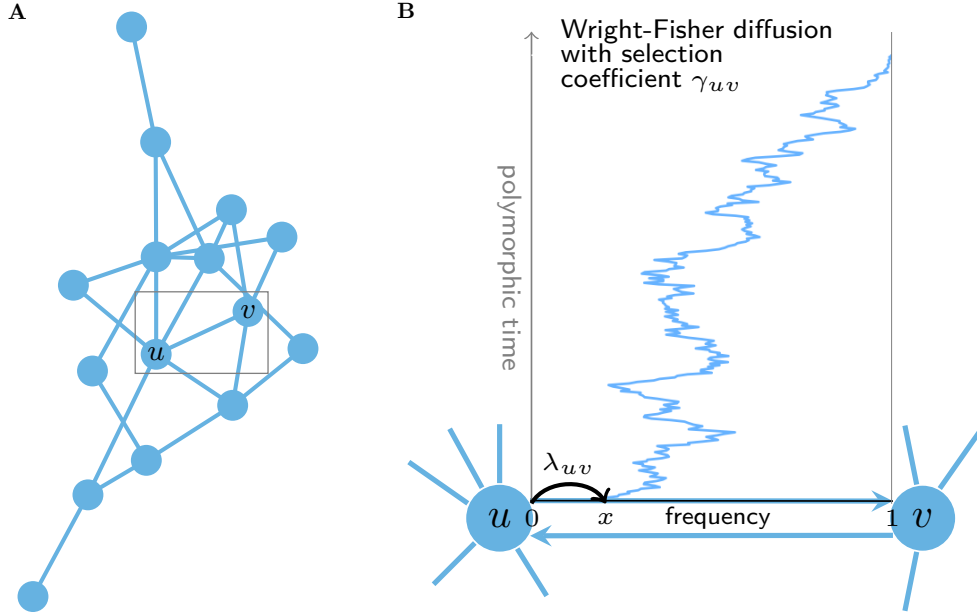 A
u
v
B
Wright-Fisher diffusion
with selection
coefficient γuv
polymorphic time
λuv
u
0
x
frequency
1
v